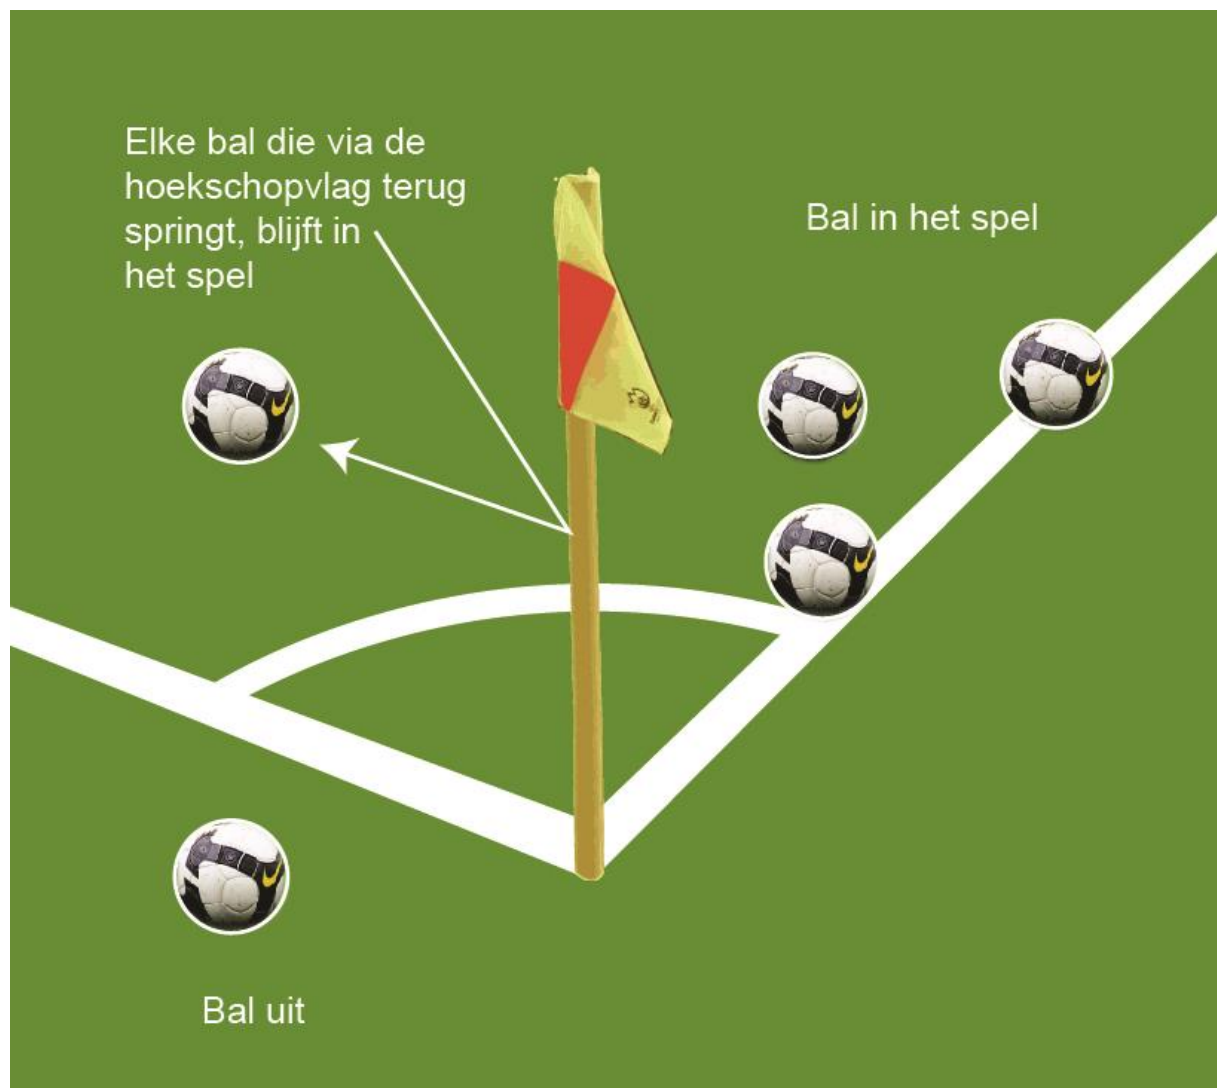 Elke bal die via de
hoekschopvlag terug
springt, blijft in
het spel
Bal in het spel
Bal uit